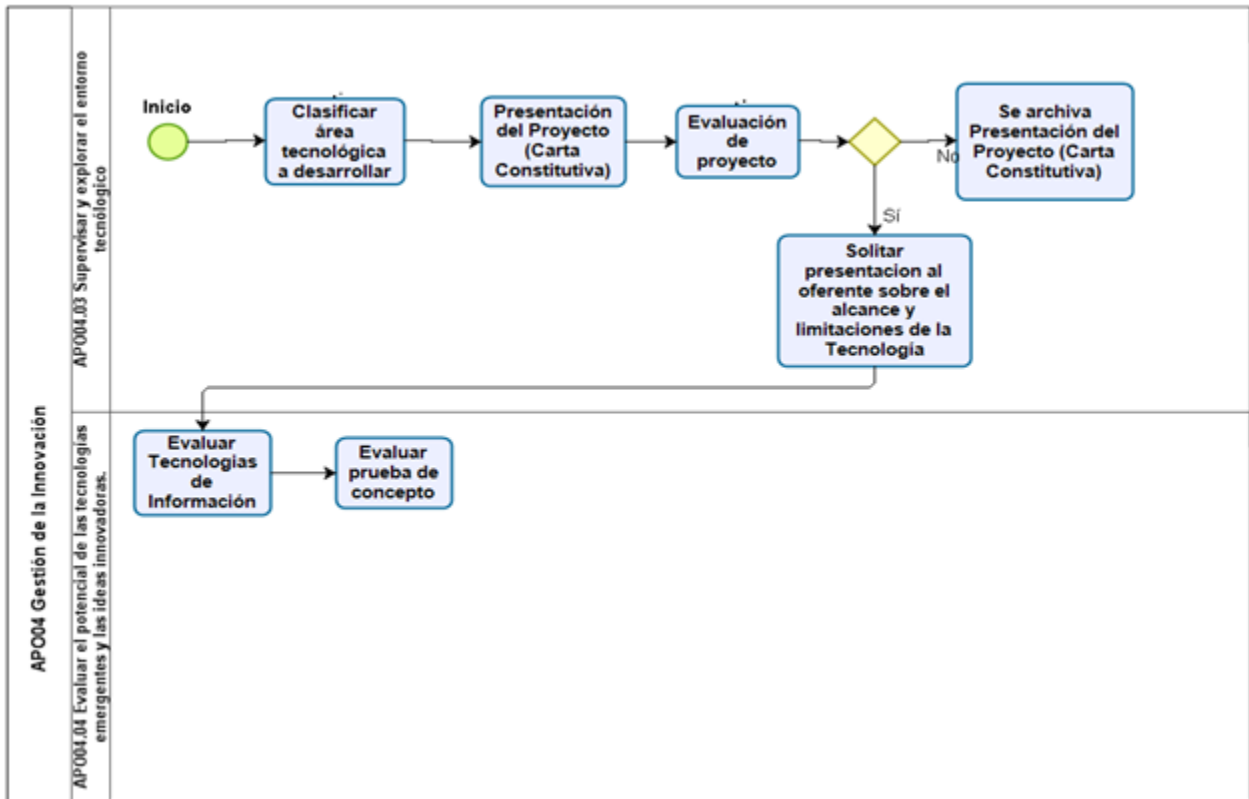 APO04 Gestión de la Innovación
APO04.03 Supervisar y explorar el entorno
tecnólogico
Inicio
Clasificar
área
tecnológica
a desarrollar
Presentación
del Proyecto
(Carta
Constitutiva)
Evaluación
de
proyecto
No
Se archiva
Presentación del
Proyecto (Carta
Constitutiva)
Sí
Solitar
presentacion al
oferente sobre el
alcance y
limitaciones de la
Tecnología
APO04.04 Evaluar el potencial de las tecnologías
emergentes y las ideas innovadoras.
Evaluar
Tecnologias
de
Información
Evaluar
prueba de
concepto